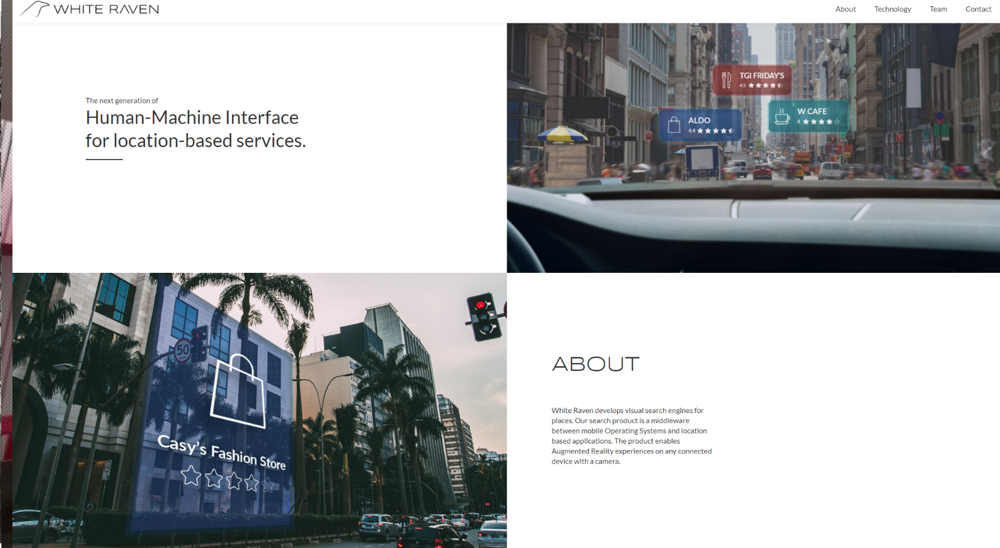 WHITE RAVEN
About
Technology
Team
Contact
The next generation of
Human-Machine Interface
for location-based services.
TGI FRIDAY'S
4.5
ALDO
4.4
W CAFE
4
50
Casy's Fashion Store
ABOUT
White Raven develops visual search engines for
places. Our search product is a middleware
between mobile Operating Systems and location
based applications. The product enables
Augmented Reality experiences on any connected
device with a camera.